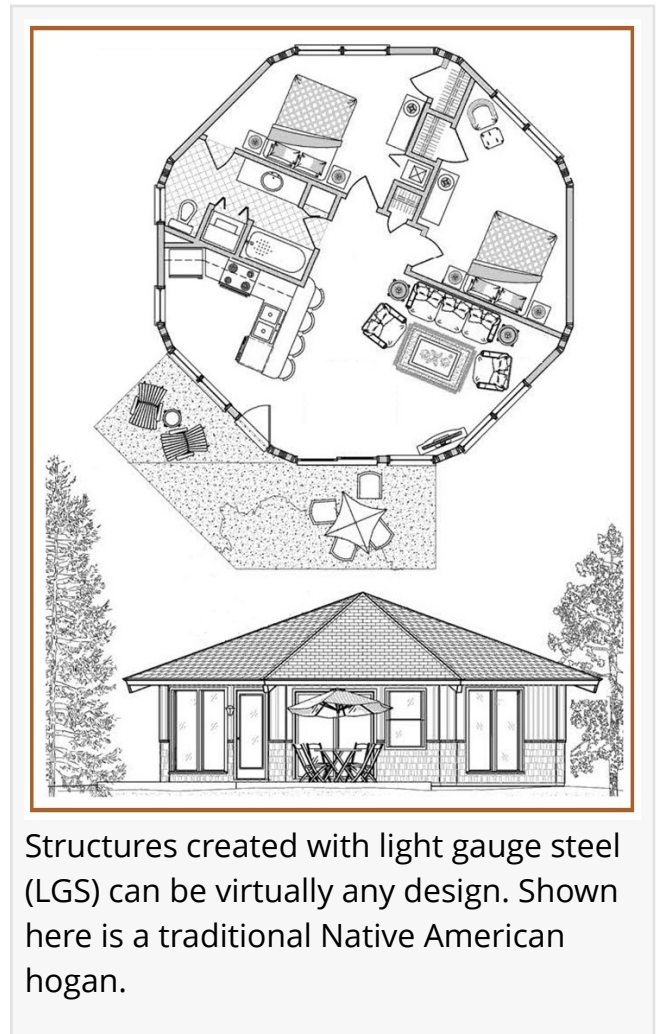 Structures created with light gauge steel
(LGS) can be virtually any design. Shown
here is a traditional Native American
hogan.